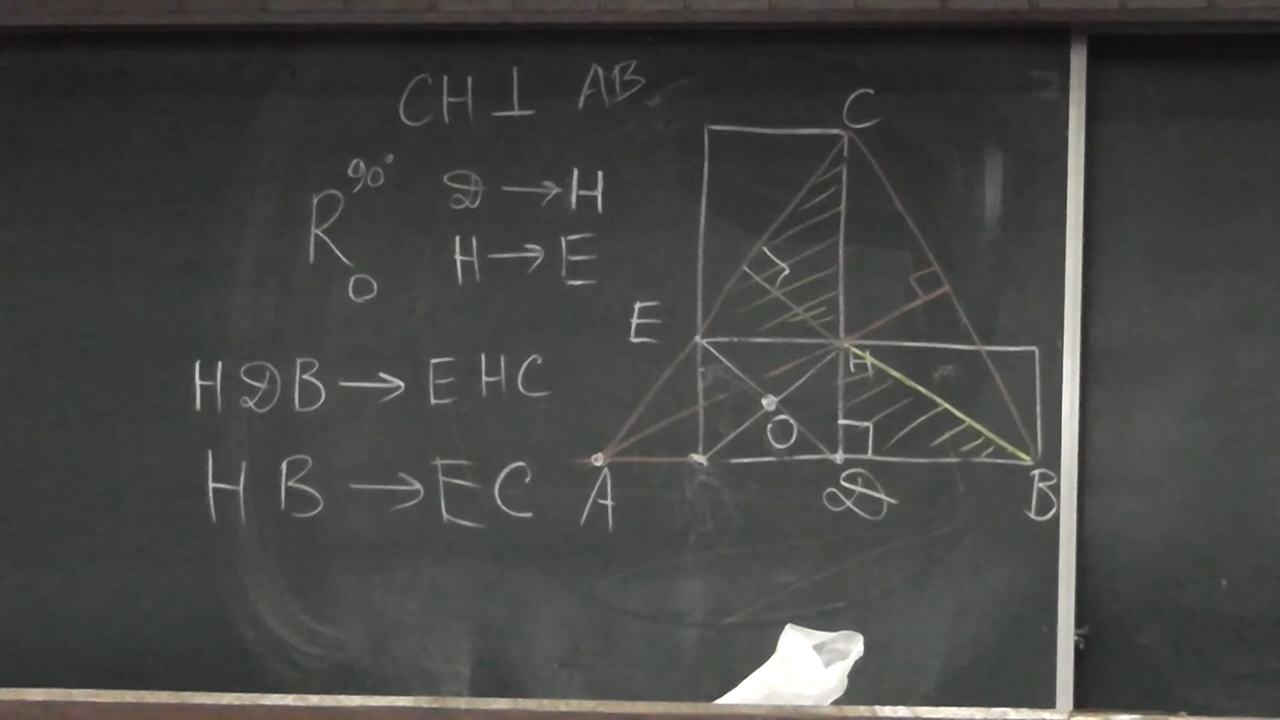 CH ⊥ AB
R 90° O
D → H
H → E
HDB → EHC
HB → EC
C
E
H
O
A
D
B